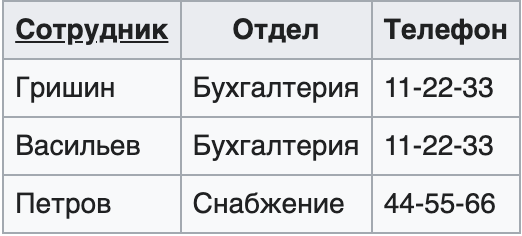 Сотрудник Отдел Телефон
Гришин Бухгалтерия 11-22-33
Васильев Бухгалтерия 11-22-33
Петров Снабжение 44-55-66